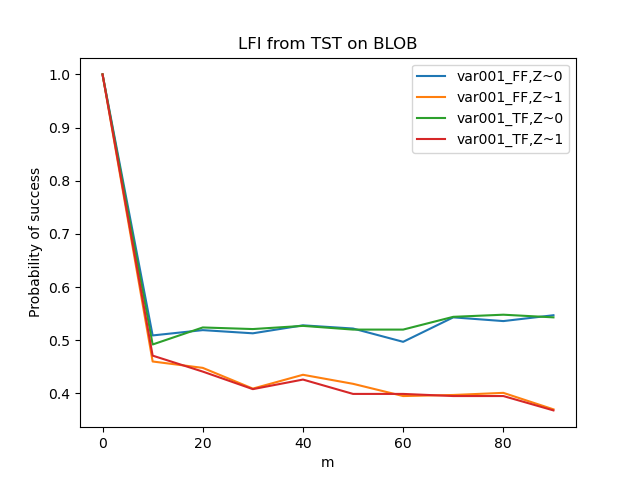 LFI from TST on BLOB
Probability of success
1.0
0.9
0.8
0.7
0.6
0.5
0.4
var001_FF,Z~0
var001_FF,Z~1
var001_TF,Z~0
var001_TF,Z~1
0 20 40 60 80
m